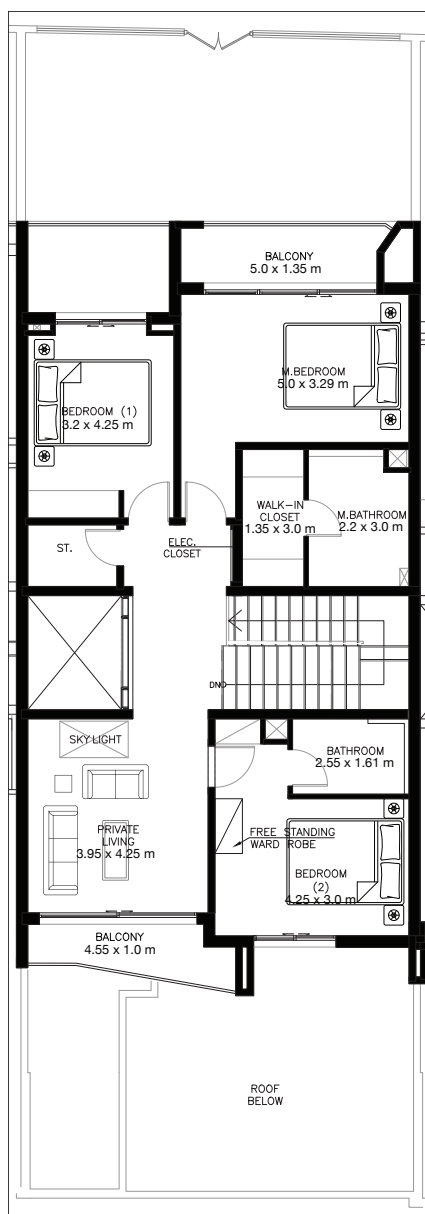 BALCONY
5.0 x 1.35 m
M.BEDROOM
5.0 x 3.29 m
BEDROOM (1)
3.2 x 4.25 m
WALK-IN
CLOSET
1.35 x 3.0 m
M.BATHROOM
2.2 x 3.0 m
ST.
ELEC.
CLOSET
DN
SKY LIGHT
BATHROOM
2.55 x 1.61 m
PRIVATE
LIVING
3.95 x 4.25 m
FREE STANDING
WARD ROBE
BEDROOM
(2)
4.25 x 3.0 m
BALCONY
4.55 x 1.0 m
ROOF
BELOW